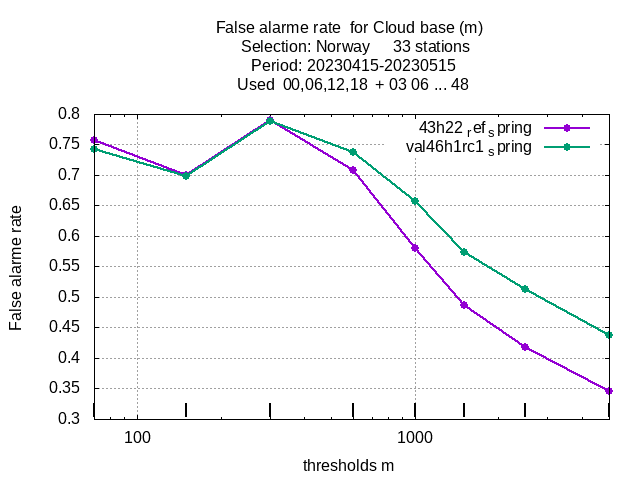 False alarme rate  for Cloud base (m)
Selection: Norway     33 stations
Period: 20230415-20230515
Used  00,06,12,18  + 03 06 ... 48
43h22 ref spring
val46h1rc1 spring
0.8
0.75
0.7
0.65
0.6
0.55
0.5
0.45
0.4
0.35
0.3
False alarme rate
100
1000
thresholds m